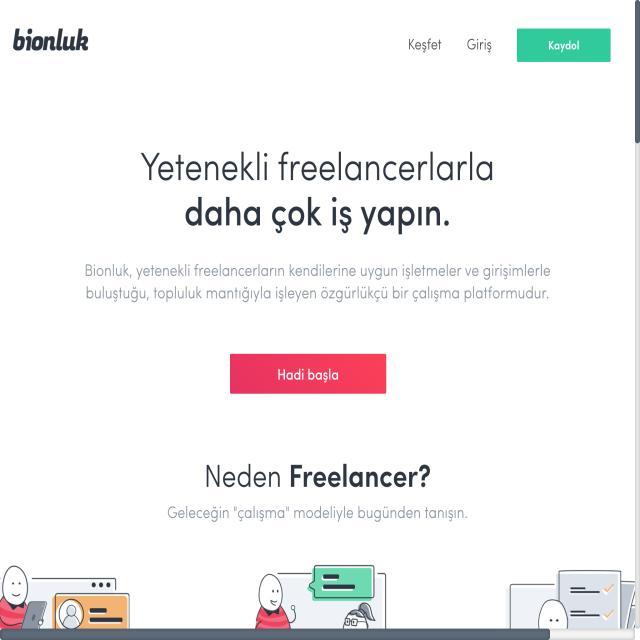 bionluk
Keşfet Giriş Kaydol
Yetenekli freelancerlarla
daha çok iş yapın.
Bionluk, yetenekli freelancerların kendilerine uygun işletmeler ve girişimlerle
buluştuğu, topluluk mantığıyla işleyen özgürlükçü bir çalışma platformudur.
Hadi başla
Neden Freelancer?
Geleceğin "çalışma" modeliyle bugünden tanışın.